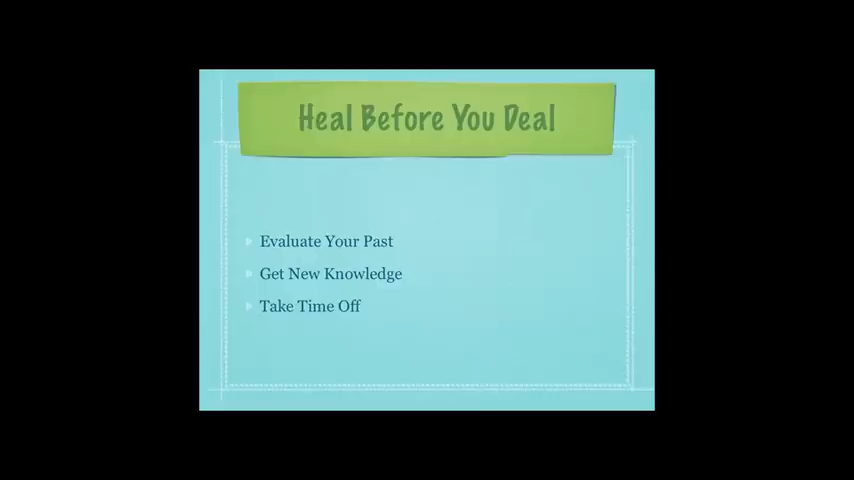 Heal Before You Deal
Evaluate Your Past
Get New Knowledge
Take Time Off